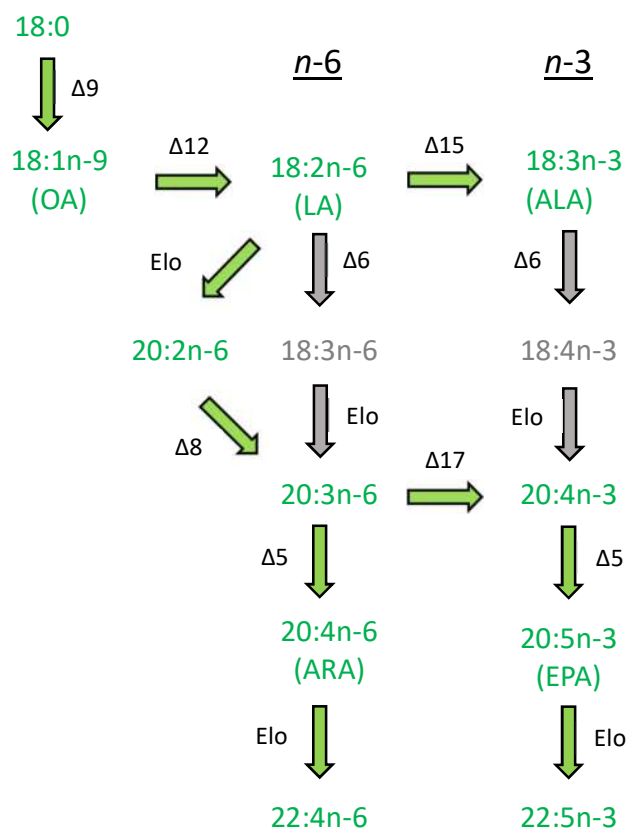 18:0
n-6
n-3
Δ9
18:1n-9
(OA)
Δ12
18:2n-6
(LA)
Δ15
18:3n-3
(ALA)
Elo
Δ6
Δ6
20:2n-6
18:3n-6
18:4n-3
Δ8
Elo
Elo
20:3n-6
Δ17
20:4n-3
Δ5
Δ5
20:4n-6
(ARA)
20:5n-3
(EPA)
Elo
Elo
22:4n-6
22:5n-3